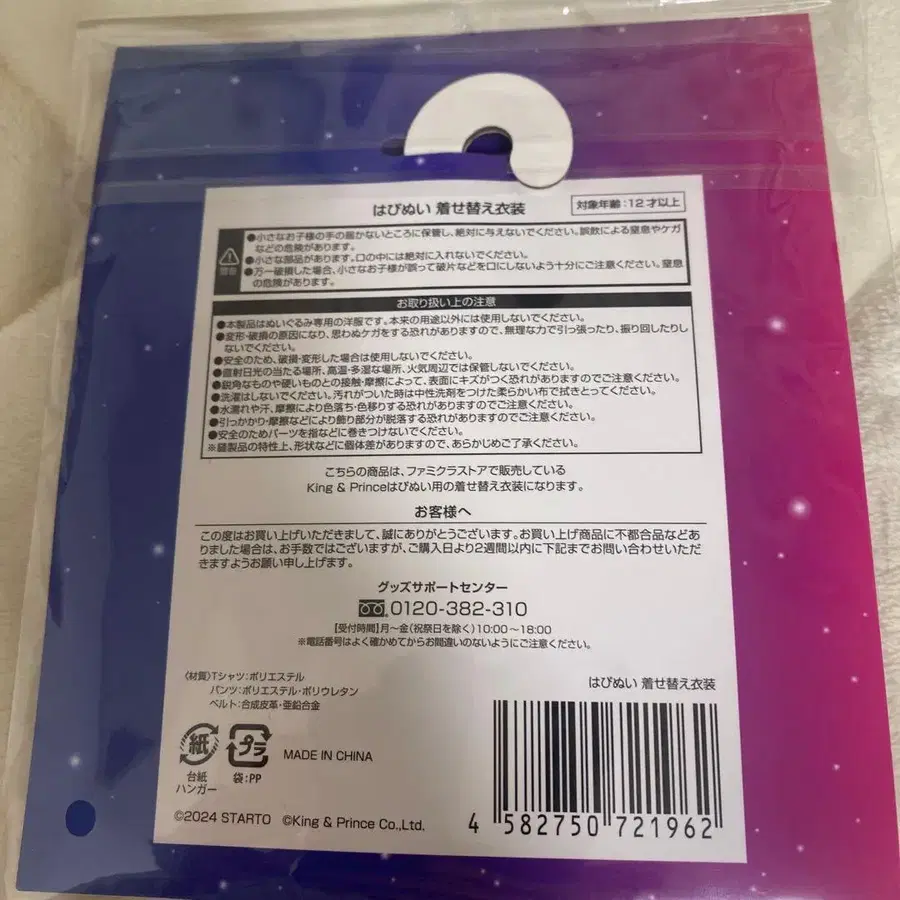 はぴぬい 着せ替え衣装
対象年齢:12才以上
●小さなお子様の手の届かないところに保管し、絶対に与えないでください。誤飲による窒息やケガ
などの危険があります。
●小さな部品があります。口の中には絶対に入れないでください。
●万一破損した場合、小さなお子様が誤って破片などを口にしないよう十分にご注意ください。窒息
の危険があります。
お取り扱い上の注意
●本製品はぬいぐるみ専用の洋服です。本来の用途以外には使用しないでください。
●変形・破損の原因になり、思わぬケガをする恐れがありますので、無理な力で引っ張ったり、振り回したりし
ないでください。
●安全のため、破損・変形した場合は使用しないでください。
●直射日光の当たる場所、高温・多湿な場所、火気周辺では保管しないでください。
●鋭角なものや硬いものとの接触・摩擦によって、表面にキズがつく恐れがありますのでご注意ください。
●洗濯はしないでください。汚れがついた時は中性洗剤をつけた柔らかい布で拭きとってください。
●水濡れや汗、摩擦により色落ち・色移りする恐れがありますのでご注意ください。
●引っかかり・摩擦などにより飾り部分が脱落する恐れがありますのでご注意ください。
●安全のためパーツを指などに巻きつけないでください。
※縫製品の特性上、形状などに個体差がありますので、あらかじめご了承ください。
こちらの商品は、ファミクラストアで販売している
King & Princeはぴぬい用の着せ替え衣装になります。
お客様へ
この度はお買い上げいただきまして、誠にありがとうございます。お買い上げ商品に不都合品などあ
りました場合は、お手数ではございますが、ご購入日より2週間以内に下記までお問い合わせいただ
きますようお願い申し上げます。
グッズサポートセンター
0120-382-310
【受付時間】月〜金(祝祭日を除く)10:00〜18:00
※電話番号はよく確かめてからお間違いのないようにご注意ください。
〈材質〉Tシャツ:ポリエステル
パンツ:ポリエステル・ポリウレタン
ベルト:合成皮革・亜鉛合金
はぴぬい 着せ替え衣装
紙
プラ
MADE IN CHINA
台紙
ハンガー
袋:PP
©2024 STARTO ©King & Prince Co.,Ltd.
4 582750 721962